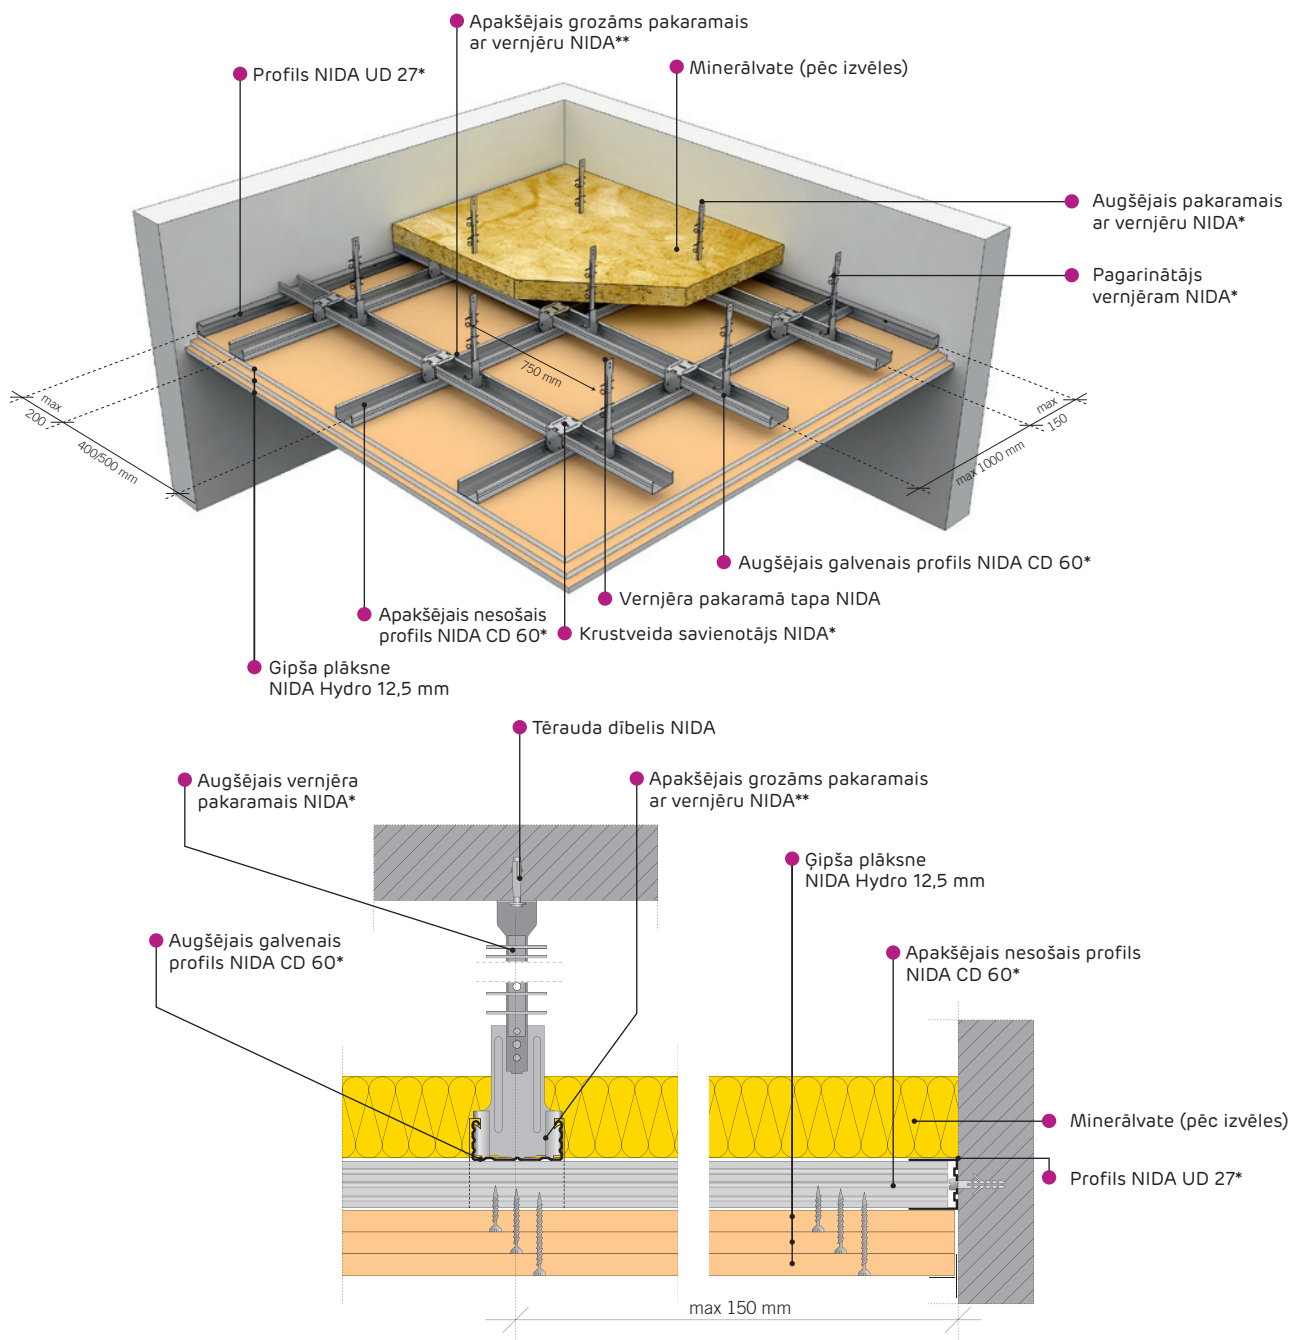 Apakšējais grozāms pakaramais
ar vernjēru NIDA**
Profils NIDA UD 27*
Minerālvate (pēc izvēles)
Augšējais pakaramais
ar vernjēru NIDA*
Pagarinātājs
vernjēram NIDA*
750 mm
max
200
400/500 mm
max
150
max 1000 mm
Augšējais galvenais profils NIDA CD 60*
Vernjēra pakaramā tapa NIDA
Apakšējais nesošais
profils NIDA CD 60*
Krustveida savienotājs NIDA*
Gipša plāksne
NIDA Hydro 12,5 mm
Tērauda dībelis NIDA
Augšējais vernjēra
pakaramais NIDA*
Apakšējais grozāms pakaramais
ar vernjēru NIDA**
Ģipša plāksne
NIDA Hydro 12,5 mm
Augšējais galvenais
profils NIDA CD 60*
Apakšējais nesošais profils
NIDA CD 60*
Minerālvate (pēc izvēles)
Profils NIDA UD 27*
max 150 mm